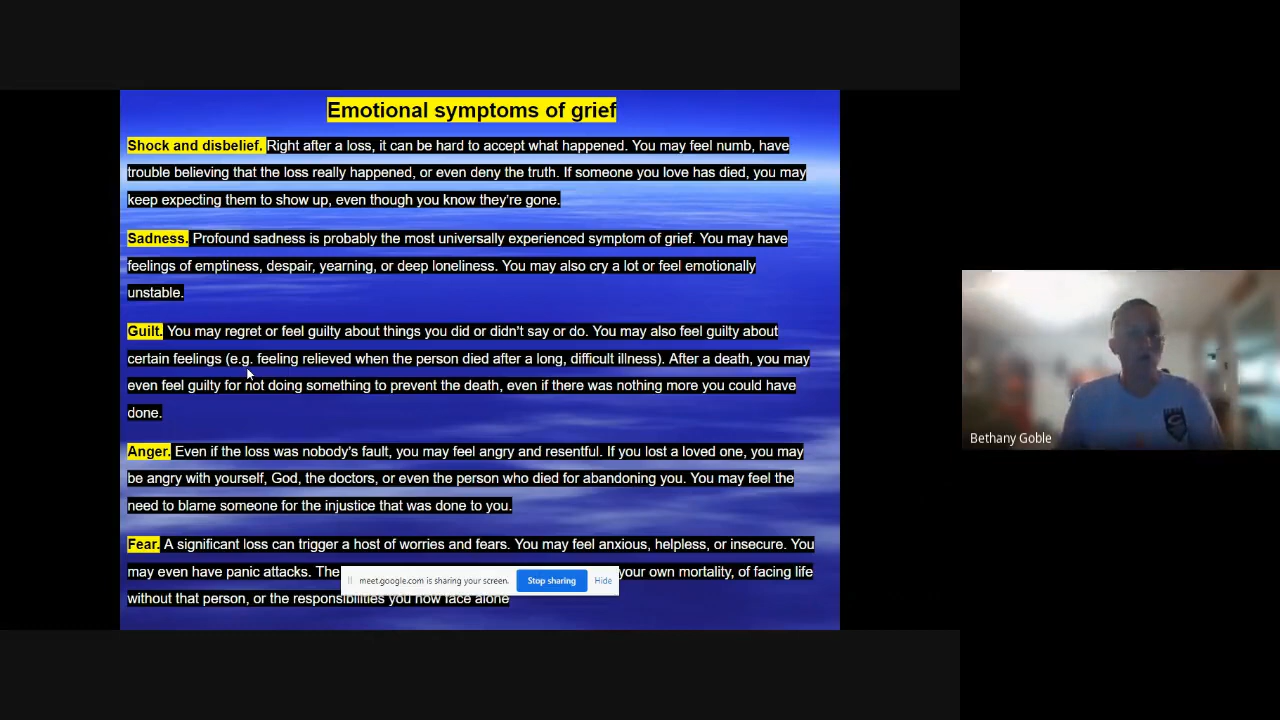 Emotional symptoms of grief
Shock and disbelief. Right after a loss, it can be hard to accept what happened. You may feel numb, have
trouble believing that the loss really happened, or even deny the truth. If someone you love has died, you may
keep expecting them to show up, even though you know they're gone.
Sadness. Profound sadness is probably the most universally experienced symptom of grief. You may have
feelings of emptiness, despair, yearning, or deep loneliness. You may also cry a lot or feel emotionally
unstable.
Guilt. You may regret or feel guilty about things you did or didn't say or do. You may also feel guilty about
certain feelings (e.g. feeling relieved when the person died after a long, difficult illness). After a death, you may
even feel guilty for not doing something to prevent the death, even if there was nothing more you could have
done.
Anger. Even if the loss was nobody's fault, you may feel angry and resentful. If you lost a loved one, you may
be angry with yourself, God, the doctors, or even the person who died for abandoning you. You may feel the
need to blame someone for the injustice that was done to you.
Fear. A significant loss can trigger a host of worries and fears. You may feel anxious, helpless, or insecure. You
may even have panic attacks. The your own mortality, of facing life
meet.google.com is sharing your screen. Stop sharing Hide
without that person, or the responsibilities you now face alone
Bethany Goble